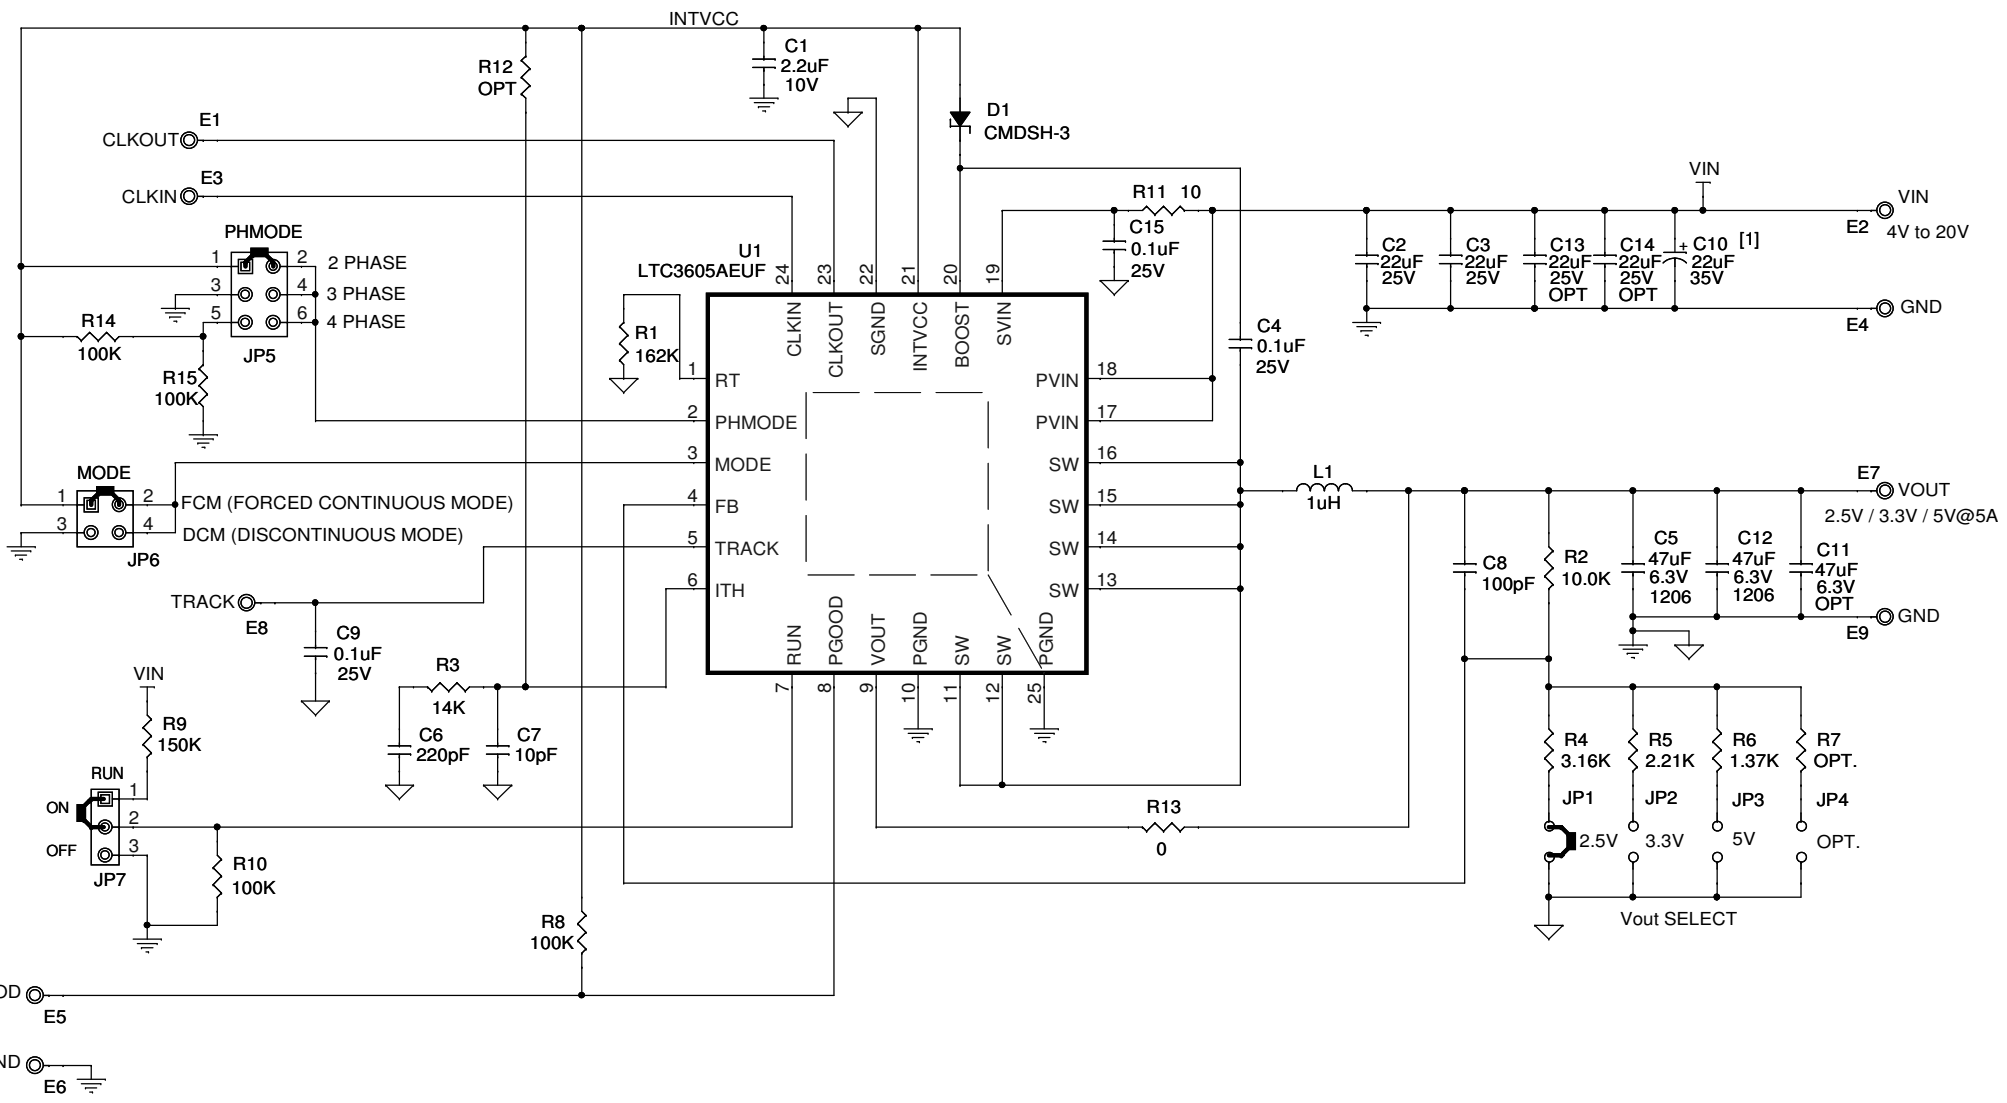 INTVCC
R12
OPT
C1
2.2uF
10V
D1
CMDSH-3
E1
CLKOUT
E3
CLKIN
PHMODE
1
2
2 PHASE
3
4
3 PHASE
5
6
4 PHASE
JP5
R14
100K
R15
100K
MODE
1
2
FCM (FORCED CONTINUOUS MODE)
3
4
DCM (DISCONTINUOUS MODE)
JP6
TRACK
E8
C9
0.1uF
25V
VIN
R9
150K
RUN
ON
OFF
1
2
3
JP7
R10
100K
R3
14K
C6
220pF
C7
10pF
R8
100K
OD
E5
ND
E6
U1
LTC3605AEUF
R1
162K
24
23
22
21
20
19
CLKIN
CLKOUT
SGND
INTVCC
BOOST
SVIN
1
RT
2
PHMODE
3
MODE
4
FB
5
TRACK
6
ITH
PVIN
18
PVIN
17
SW
16
SW
15
SW
14
SW
13
RUN
PGOOD
VOUT
PGND
SW
SW
PGND
7
8
9
10
11
12
25
R11 10
C15
0.1uF
25V
C4
0.1uF
25V
VIN
C2
22uF
25V
C3
22uF
25V
C13
22uF
25V
OPT
C14
22uF
25V
OPT
+
C10
22uF
35V
[1]
VIN
E2
4V to 20V
GND
E4
L1
1uH
R13
0
C8
100pF
R2
10.0K
C5
47uF
6.3V
1206
C12
47uF
6.3V
1206
C11
47uF
6.3V
OPT
E7
VOUT
2.5V / 3.3V / 5V@5A
GND
E9
R4
3.16K
R5
2.21K
R6
1.37K
R7
OPT.
JP1
JP2
JP3
JP4
2.5V
3.3V
5V
OPT.
Vout SELECT